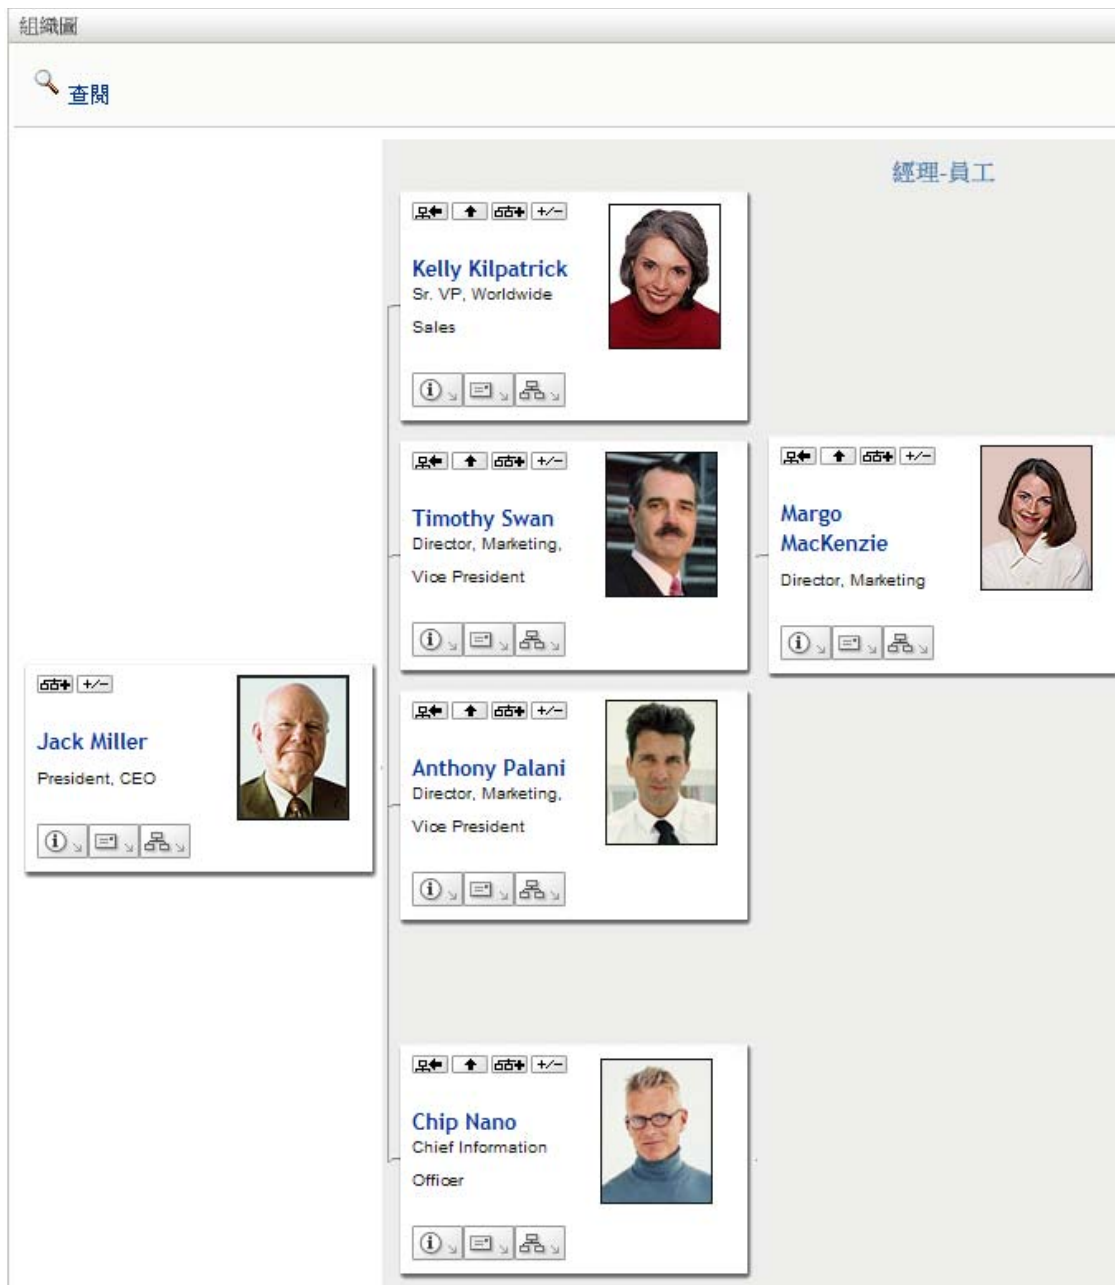 組織圖
查閱
經理-員工
+/-
Kelly Kilpatrick
Sr. VP, Worldwide
Sales
+/-
Timothy Swan
Director, Marketing,
Vice President
+/-
Margo
MacKenzie
Director, Marketing
+/-
Jack Miller
President, CEO
+/-
Anthony Palani
Director, Marketing,
Vice President
+/-
Chip Nano
Chief Information
Officer